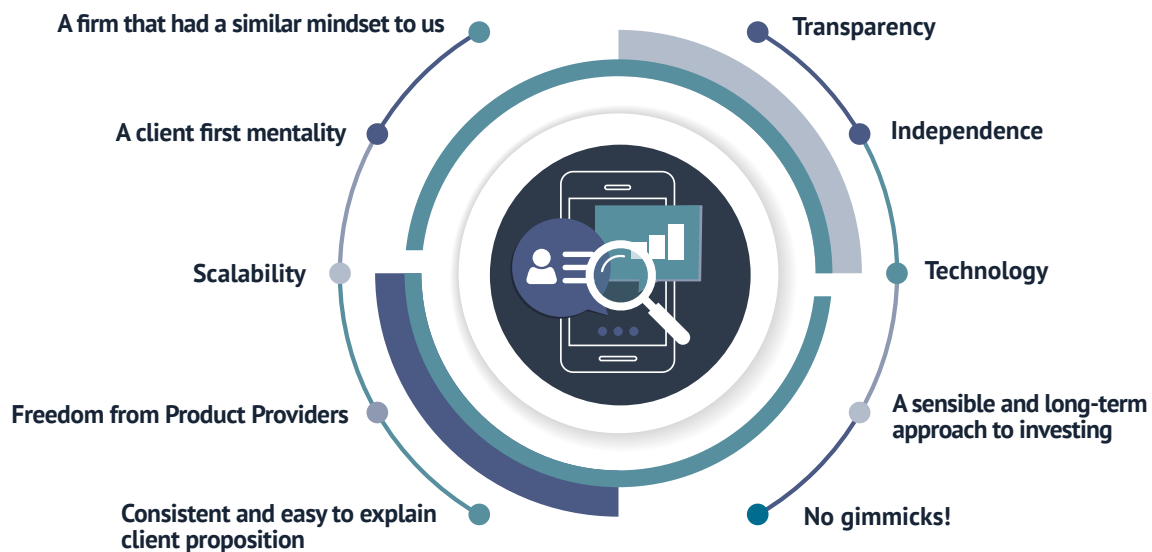 A firm that had a similar mindset to us
A client first mentality
Scalability
Freedom from Product Providers
Consistent and easy to explain
client proposition
Transparency
Independence
Technology
A sensible and long-term
approach to investing
No gimmicks!